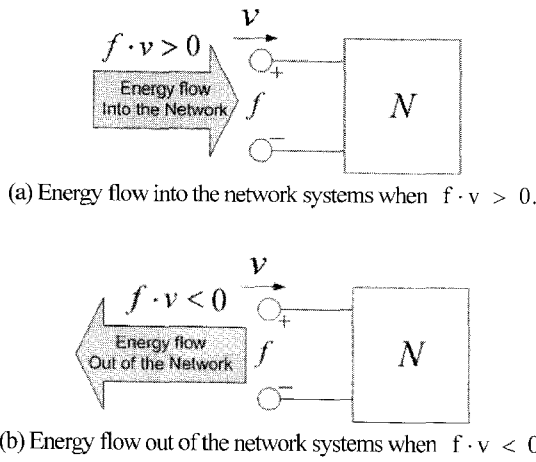 v
f · v > 0
Energy flow
Into the Network
+
f
N
−
(a) Energy flow into the network systems when f · v > 0.
v
f · v < 0
Energy flow
Out of the Network
+
f
N
−
(b) Energy flow out of the network systems when f · v < 0